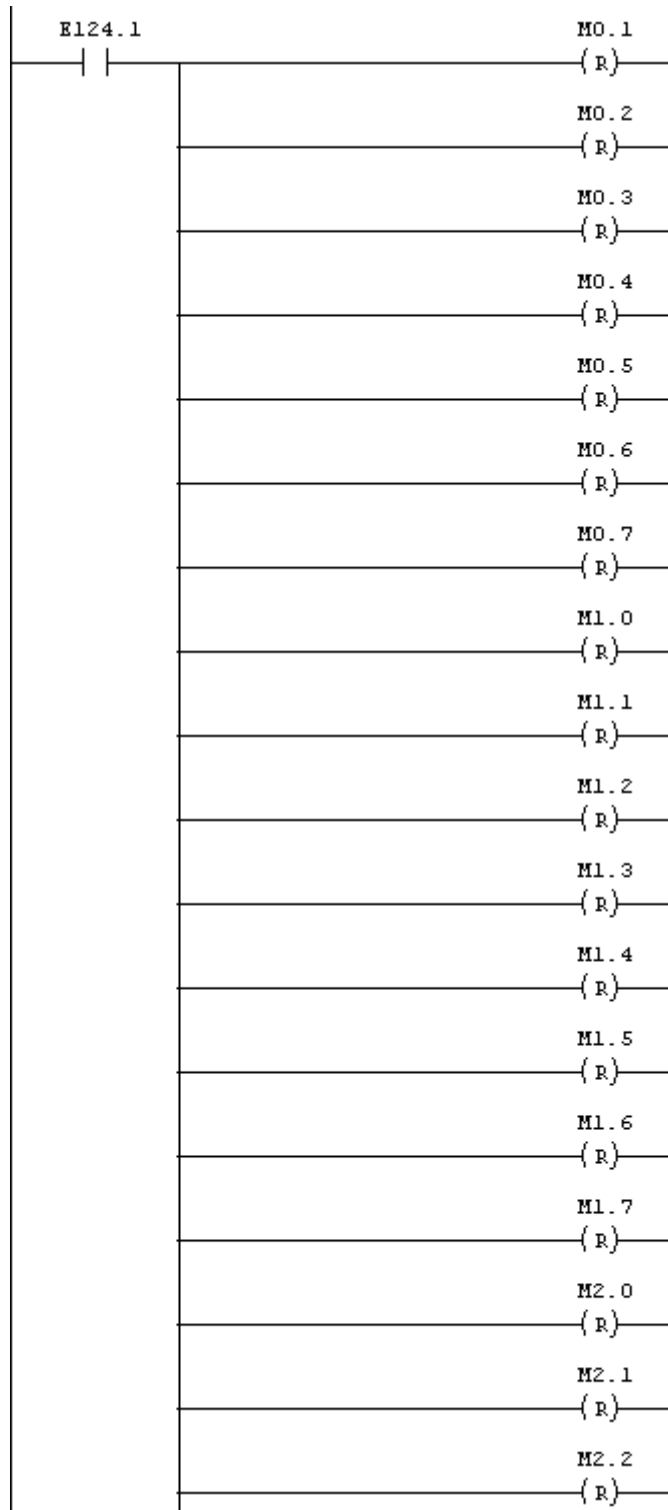 E124.1 M0.1
( R )
M0.2
( R )
M0.3
( R )
M0.4
( R )
M0.5
( R )
M0.6
( R )
M0.7
( R )
M1.0
( R )
M1.1
( R )
M1.2
( R )
M1.3
( R )
M1.4
( R )
M1.5
( R )
M1.6
( R )
M1.7
( R )
M2.0
( R )
M2.1
( R )
M2.2
( R )